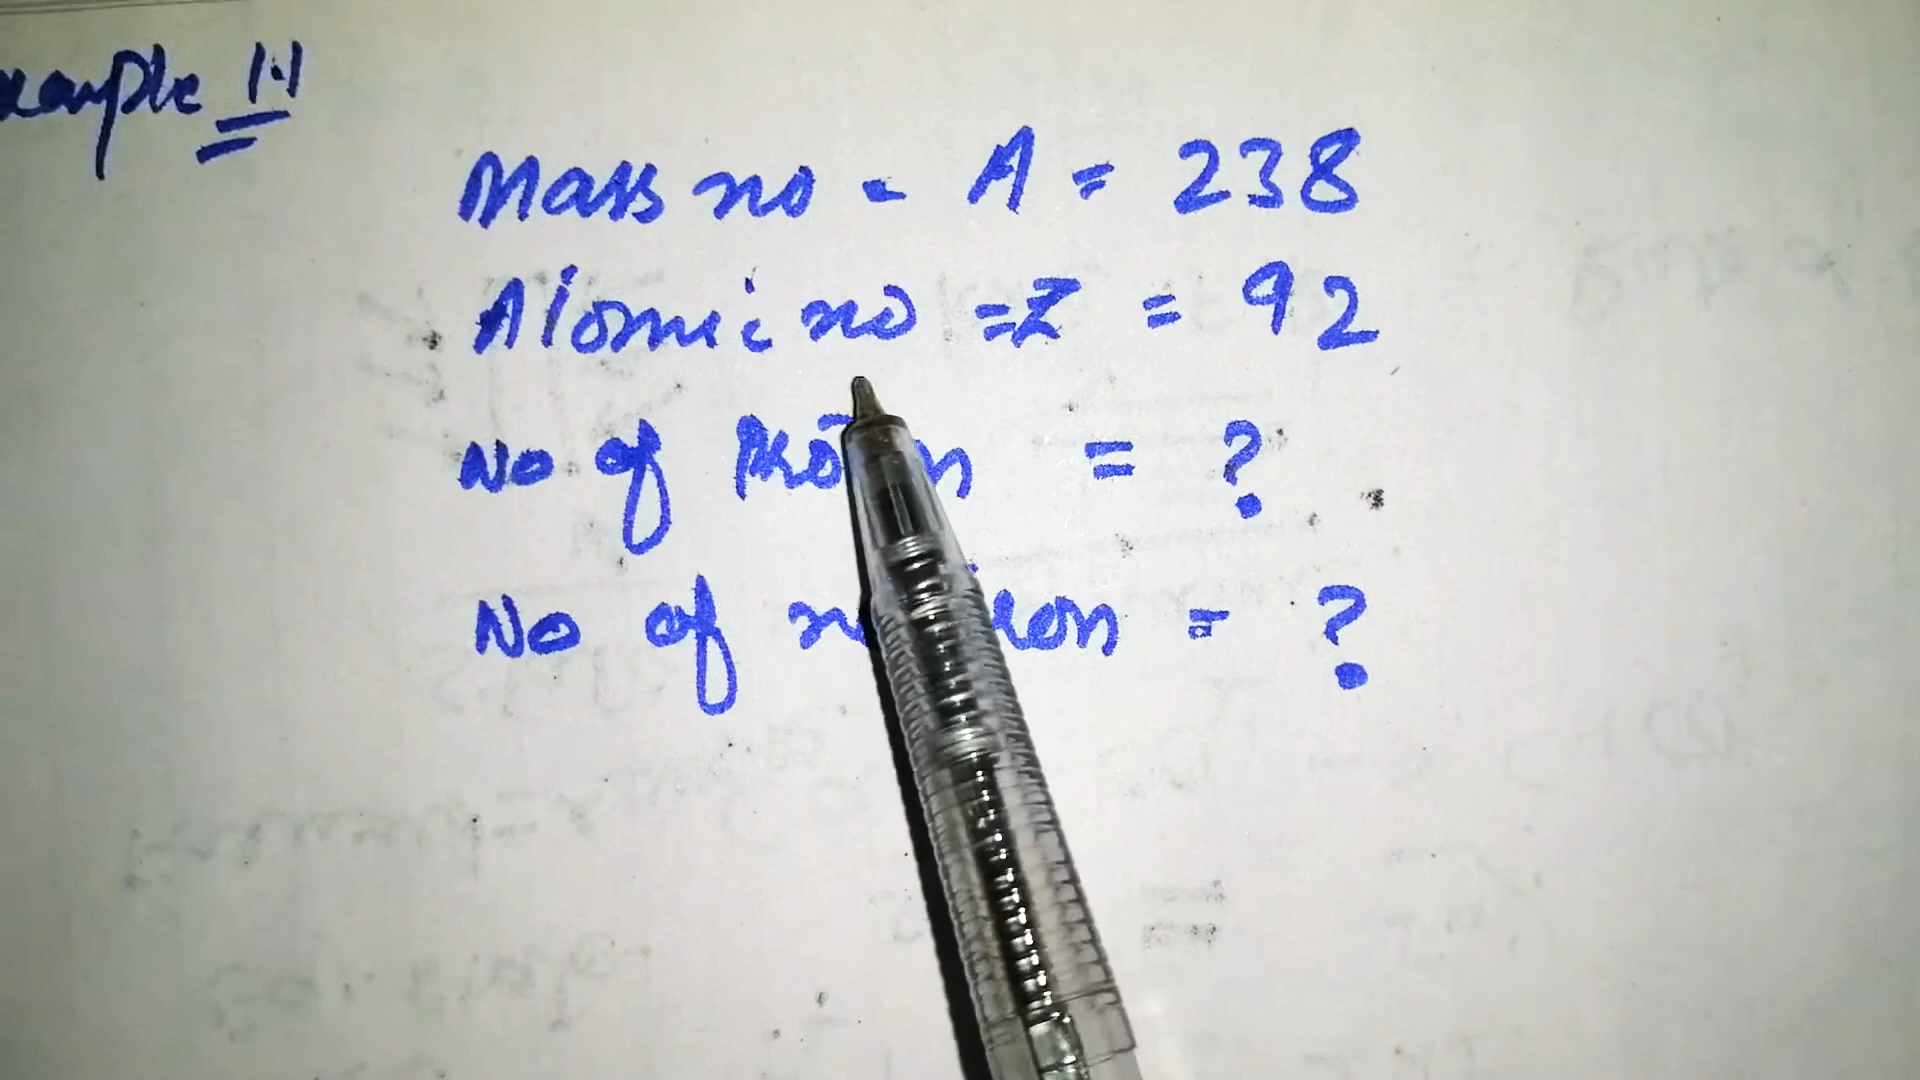 xample 1.1
Mass no - A = 238
Atomic no = Z = 92
No of = ?
No of = ?